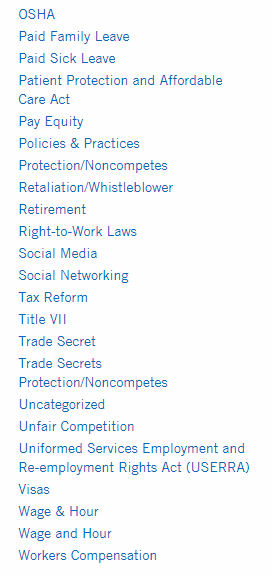 OSHA
Paid Family Leave
Paid Sick Leave
Patient Protection and Affordable
Care Act
Pay Equity
Policies & Practices
Protection/Noncompetes
Retaliation/Whistleblower
Retirement
Right-to-Work Laws
Social Media
Social Networking
Tax Reform
Title VII
Trade Secret
Trade Secrets
Protection/Noncompetes
Uncategorized
Unfair Competition
Uniformed Services Employment and
Re-employment Rights Act (USERRA)
Visas
Wage & Hour
Wage and Hour
Workers Compensation